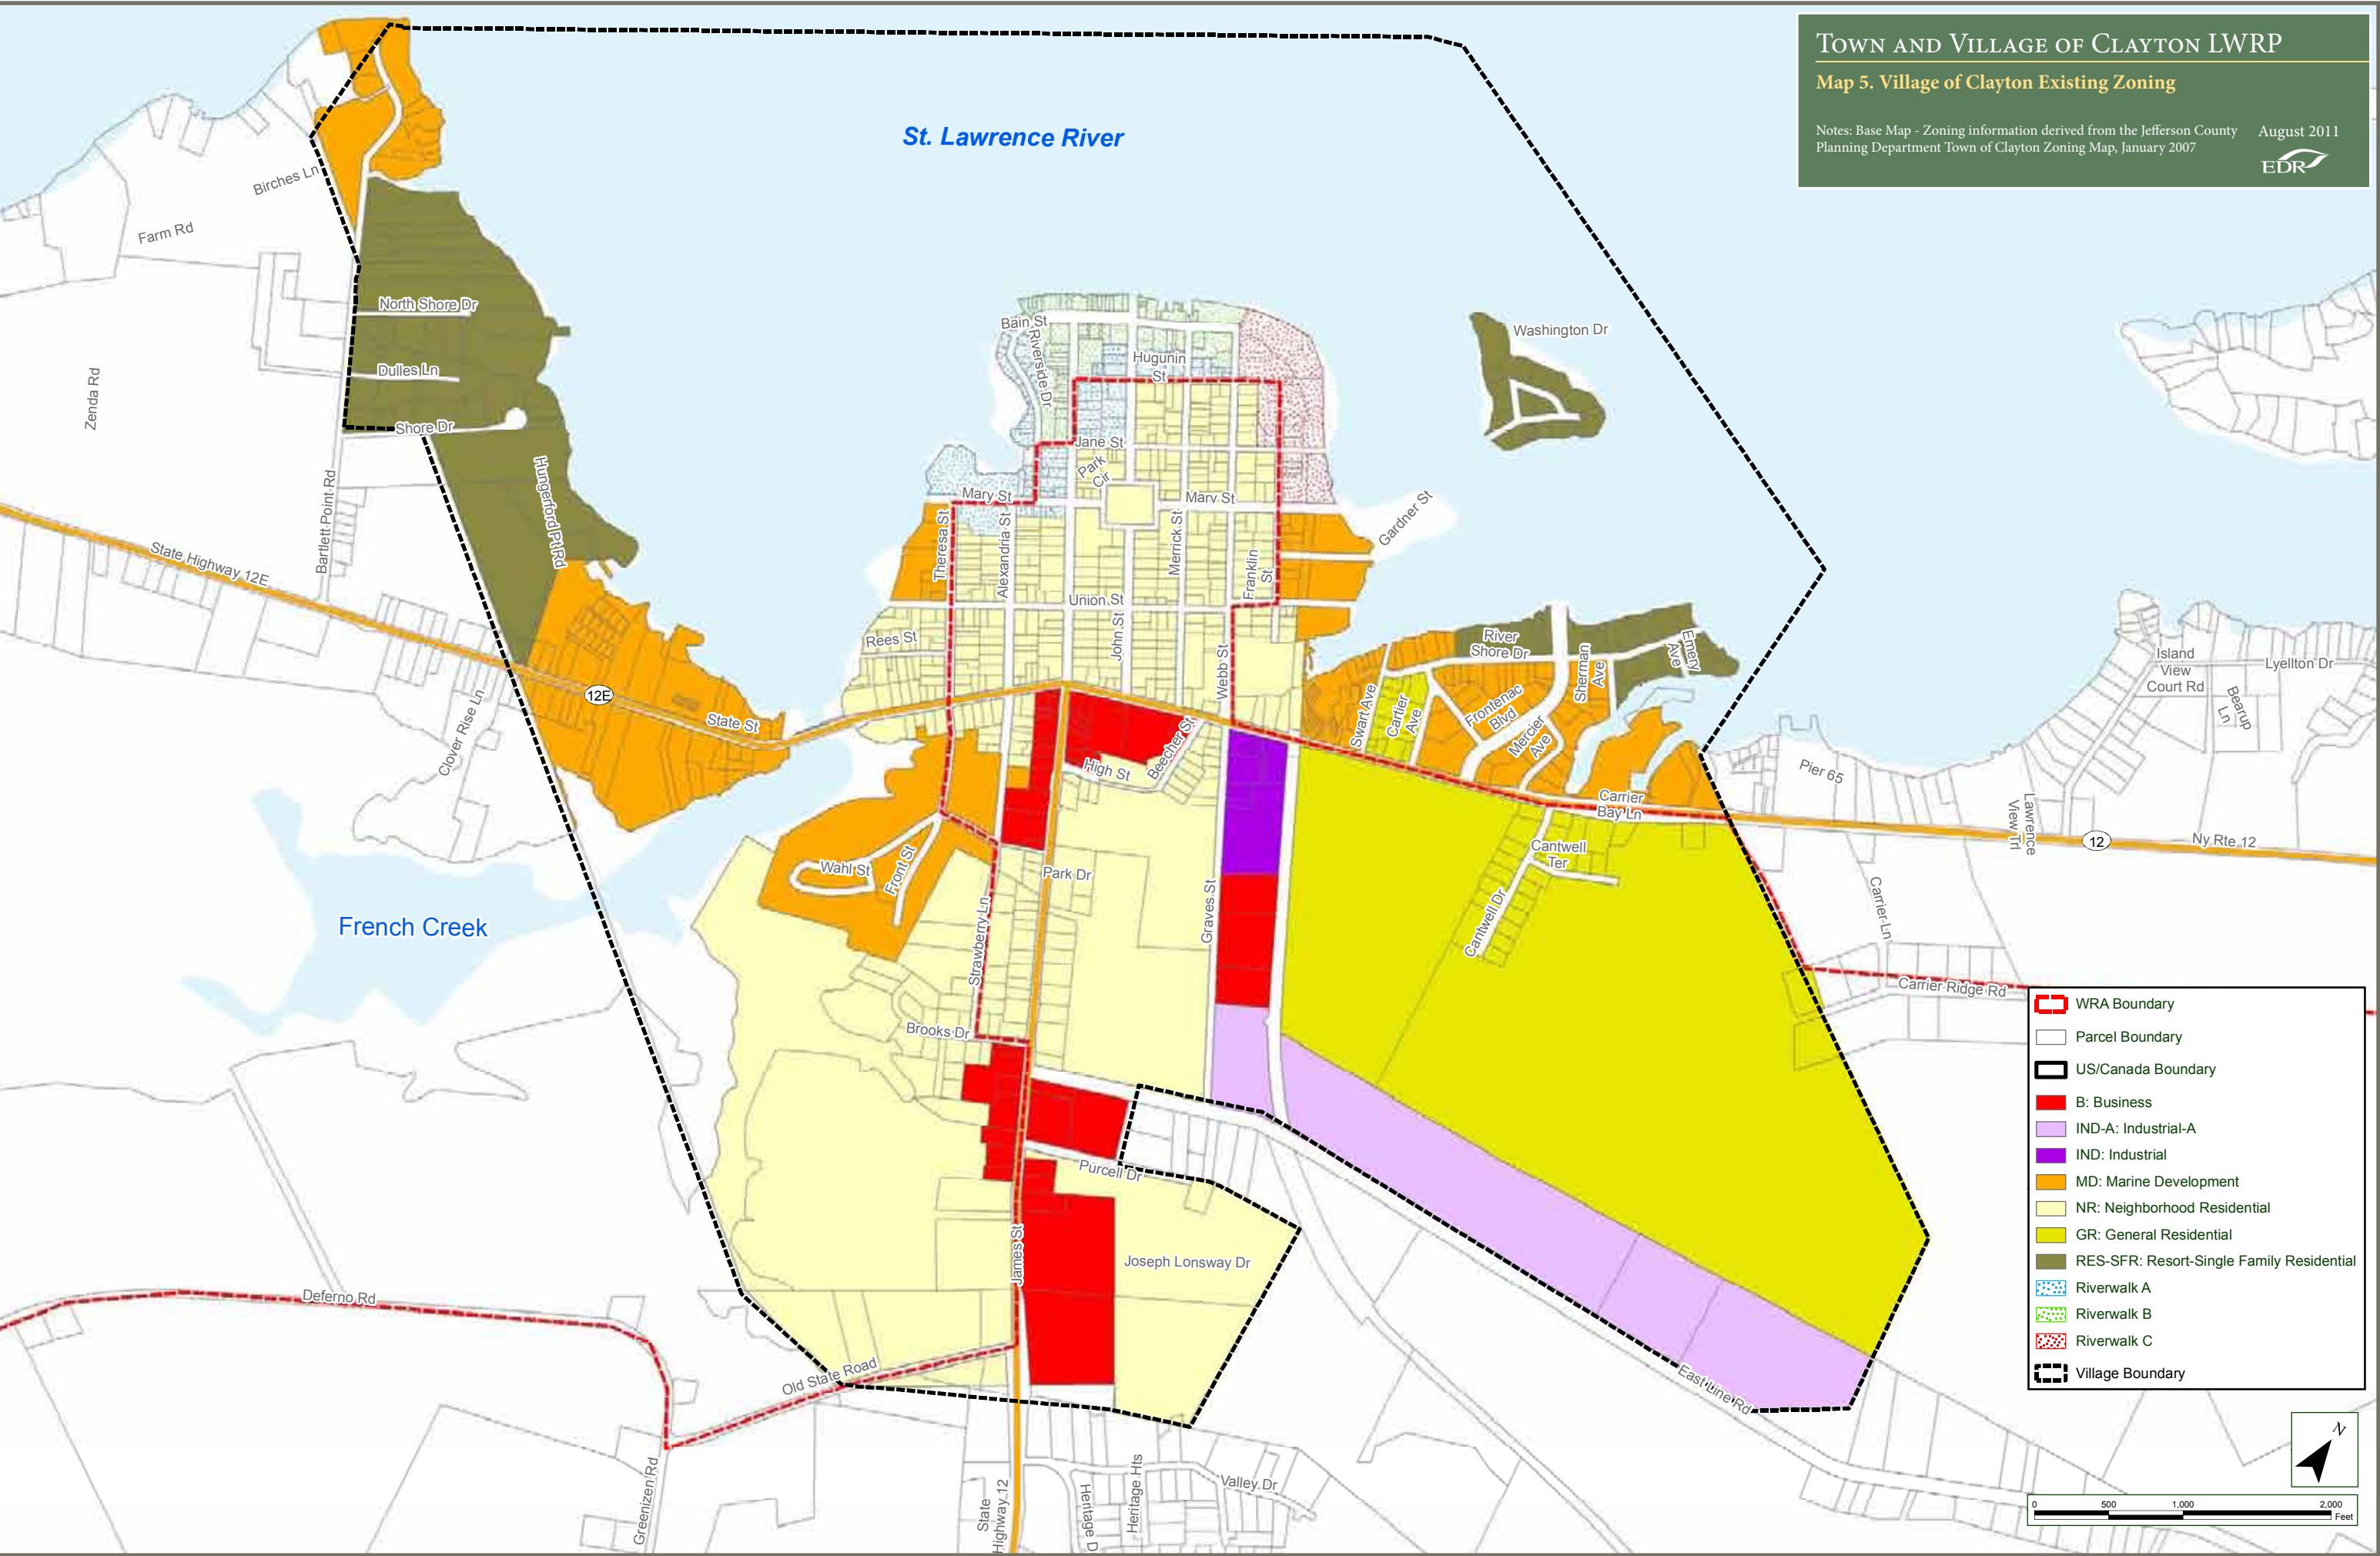 TOWN AND VILLAGE OF CLAYTON LWRP
Map 5. Village of Clayton Existing Zoning
Notes: Base Map - Zoning information derived from the Jefferson County
Planning Department Town of Clayton Zoning Map, January 2007
August 2011
EDR
St. Lawrence River
Birches Ln
Farm Rd
North Shore Dr
Dulles Ln
Shore Dr
Zenda Rd
Bartlett Point Rd
Hungerford Pt Rd
State Highway 12E
12E
State St
Clover Rise Ln
French Creek
Bain St
Riverside Dr
Hugunin
St
Washington Dr
Jane St
Park
Cir
Mary St
Mary St
Gardner St
Theresa St
Alexandria St
Merrick St
Franklin
St
Union St
Rees St
John St
Webb St
River
Shore Dr
Emery
Ave
Sherman
Ave
Swart Ave
Cartier
Ave
Frontenac
Blvd
Mercier
Ave
Island
View
Court Rd
Lyellton Dr
Bearup
Ln
Pier 65
High St
Beecher St
Carrier
Bay Ln
Lawrence
View Trl
12
Ny Rte 12
Cantwell
Ter
Cantwell Dr
Carrier Ln
Carrier Ridge Rd
Wahl St
Front St
Park Dr
Graves St
Strawberry Ln
Brooks Dr
Purcell Dr
James St
Joseph Lonsway Dr
Deferno Rd
Old State Road
East Line Rd
Greenizen Rd
State
Highway 12
Heritage D
Heritage Hts
Valley Dr
WRA Boundary
Parcel Boundary
US/Canada Boundary
B: Business
IND-A: Industrial-A
IND: Industrial
MD: Marine Development
NR: Neighborhood Residential
GR: General Residential
RES-SFR: Resort-Single Family Residential
Riverwalk A
Riverwalk B
Riverwalk C
Village Boundary
N
0 500 1,000 2,000
Feet